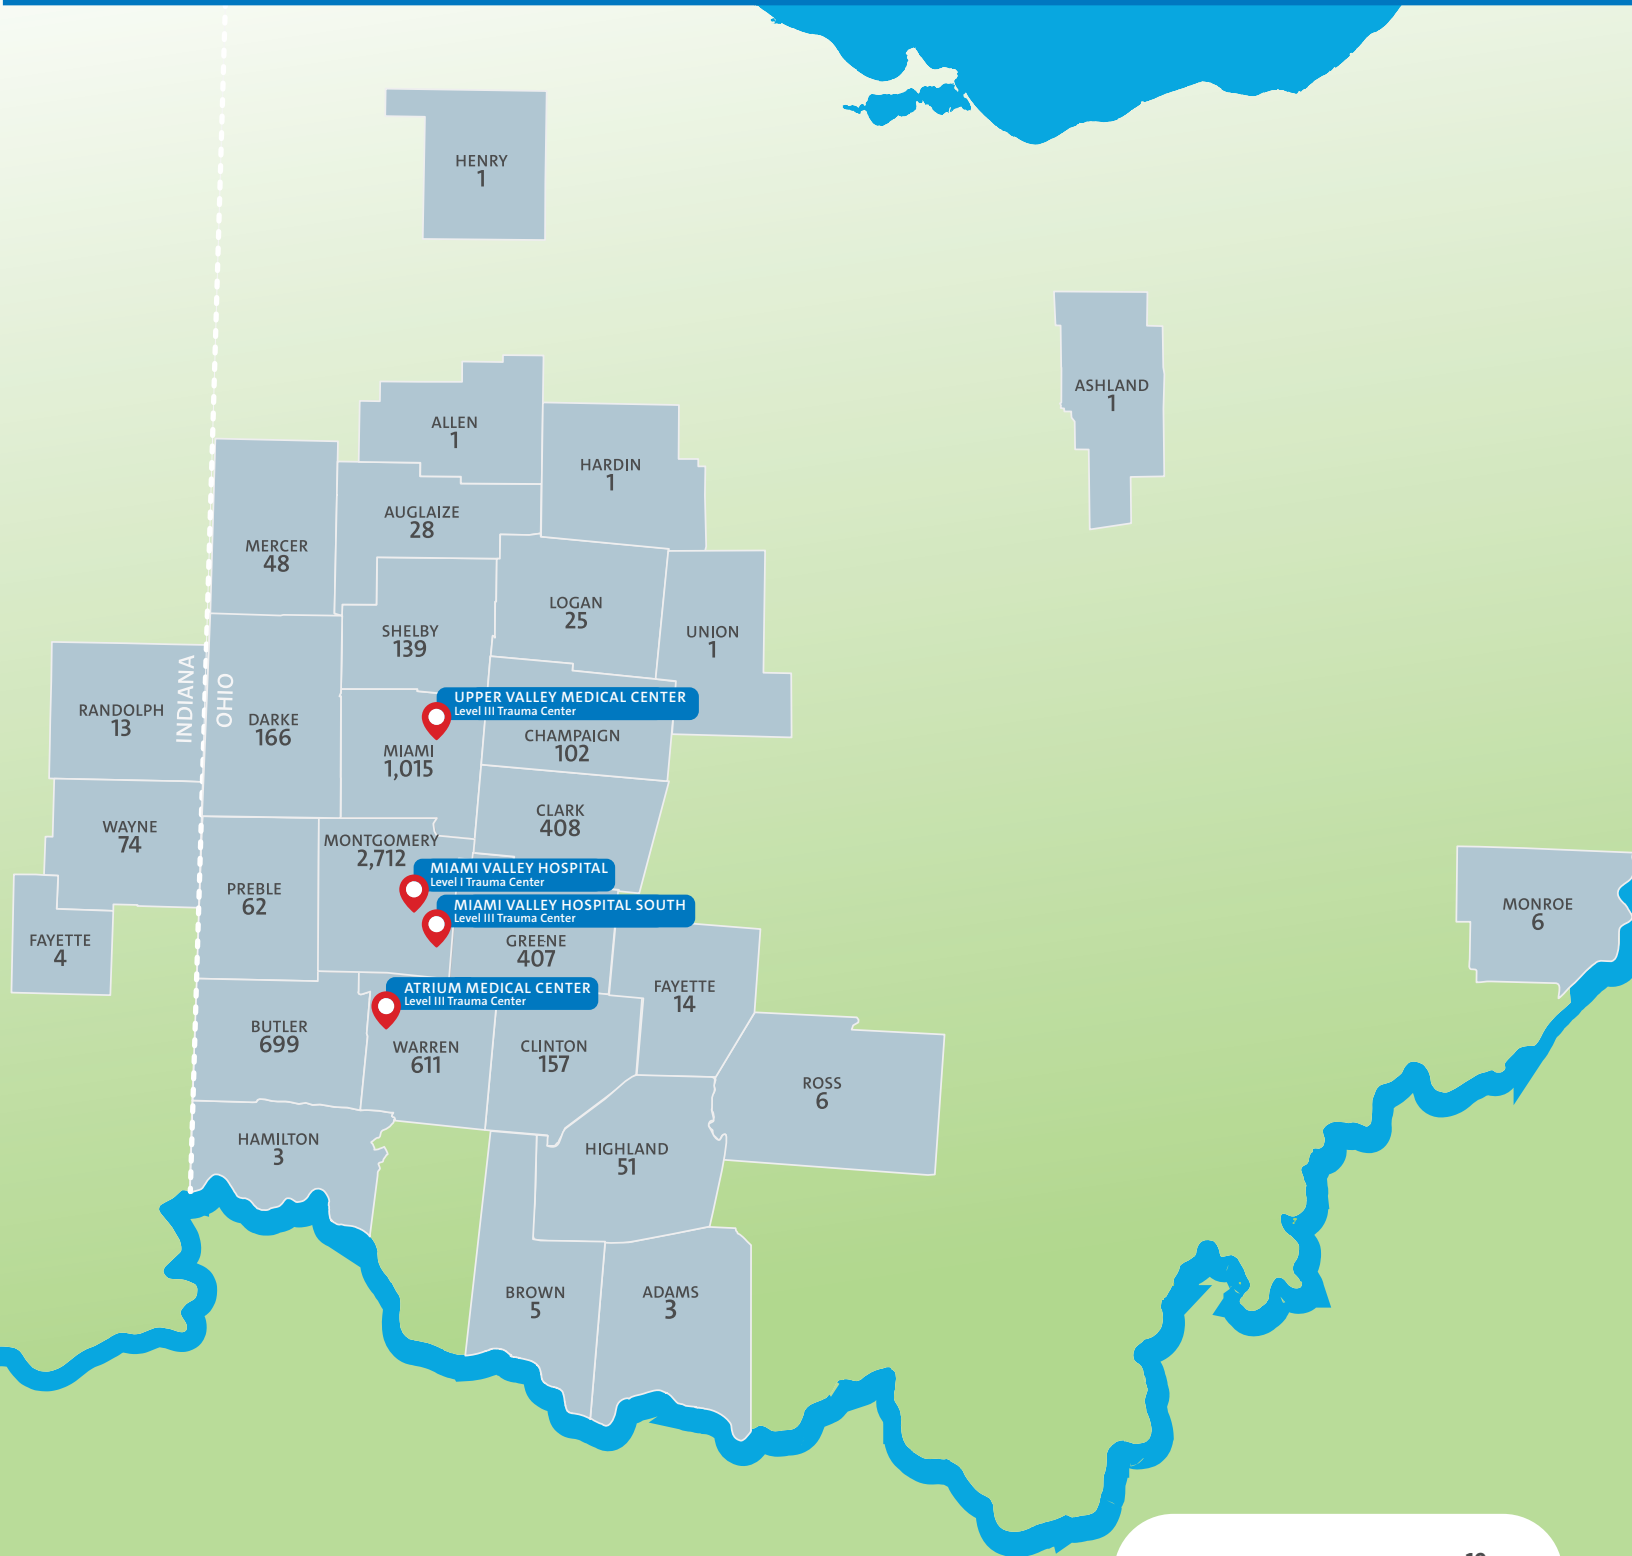 HENRY
1
ASHLAND
1
ALLEN
1
HARDIN
1
AUGLAIZE
28
MERCER
48
LOGAN
25
SHELBY
139
UNION
1
INDIANA
OHIO
RANDOLPH
13
DARKE
166
UPPER VALLEY MEDICAL CENTER
Level III Trauma Center
MIAMI
1,015
CHAMPAIGN
102
CLARK
408
WAYNE
74
MONTGOMERY
2,712
MIAMI VALLEY HOSPITAL
Level I Trauma Center
PREBLE
62
MIAMI VALLEY HOSPITAL SOUTH
Level III Trauma Center
MONROE
6
FAYETTE
4
GREENE
407
ATRIUM MEDICAL CENTER
Level III Trauma Center
FAYETTE
14
BUTLER
699
WARREN
611
CLINTON
157
ROSS
6
HAMILTON
3
HIGHLAND
51
BROWN
5
ADAMS
3